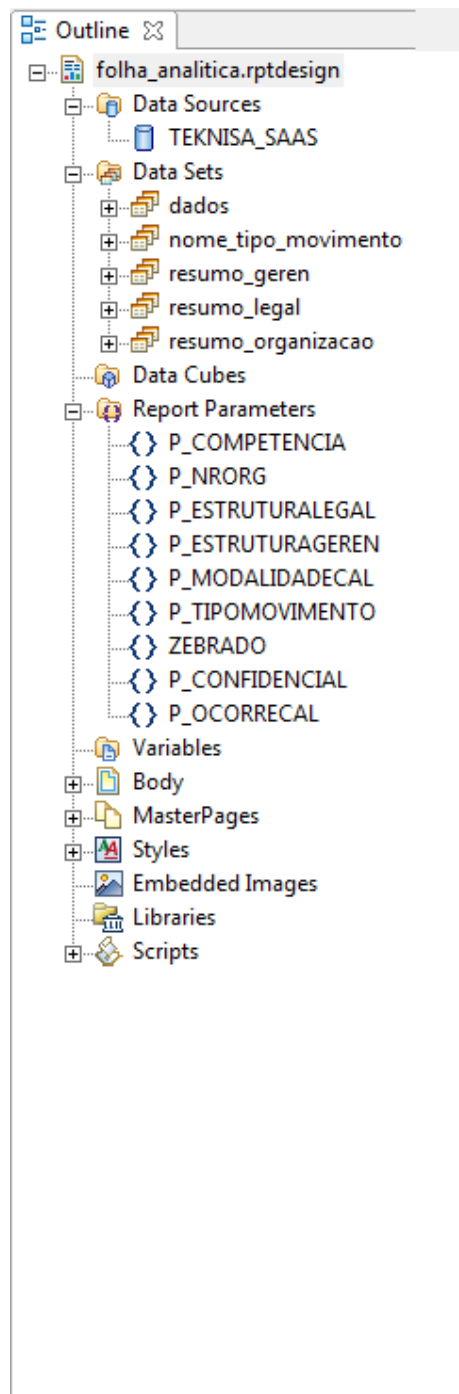 Outline
folha_analitica.rptdesign
Data Sources
TEKNISA_SAAS
Data Sets
dados
nome_tipo_movimento
resumo_geren
resumo_legal
resumo_organizacao
Data Cubes
Report Parameters
P_COMPETENCIA
P_NRORG
P_ESTRUTURALEGAL
P_ESTRUTURAGEREN
P_MODALIDADECAL
P_TIPOMOVIMENTO
ZEBRADO
P_CONFIDENCIAL
P_OCORRECAL
Variables
Body
MasterPages
Styles
Embedded Images
Libraries
Scripts